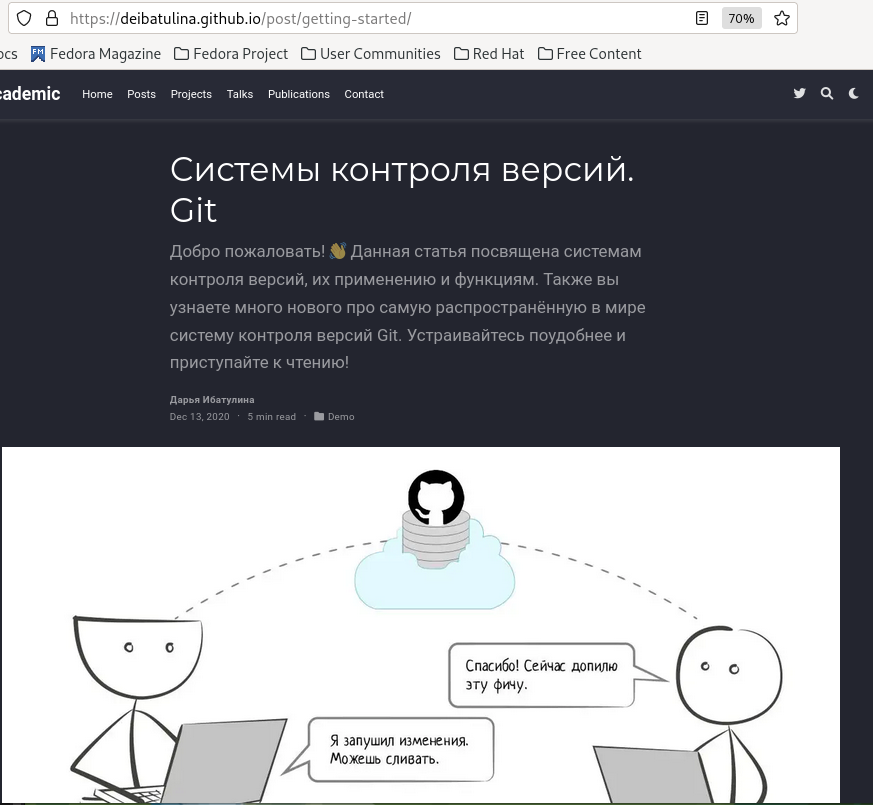 https://deibatulina.github.io/post/getting-started/
70%
ocs Fedora Magazine Fedora Project User Communities Red Hat Free Content
cademic Home Posts Projects Talks Publications Contact
Системы контроля версий.
Git
Добро пожаловать! 👋 Данная статья посвящена системам
контроля версий, их применению и функциям. Также вы
узнаете много нового про самую распространённую в мире
систему контроля версий Git. Устраивайтесь поудобнее и
приступайте к чтению!
Дарья Ибатулина
Dec 13, 2020 · 5 min read · Demo
Спасибо! Сейчас допилю
эту фичу.
Я запушил изменения.
Можешь сливать.